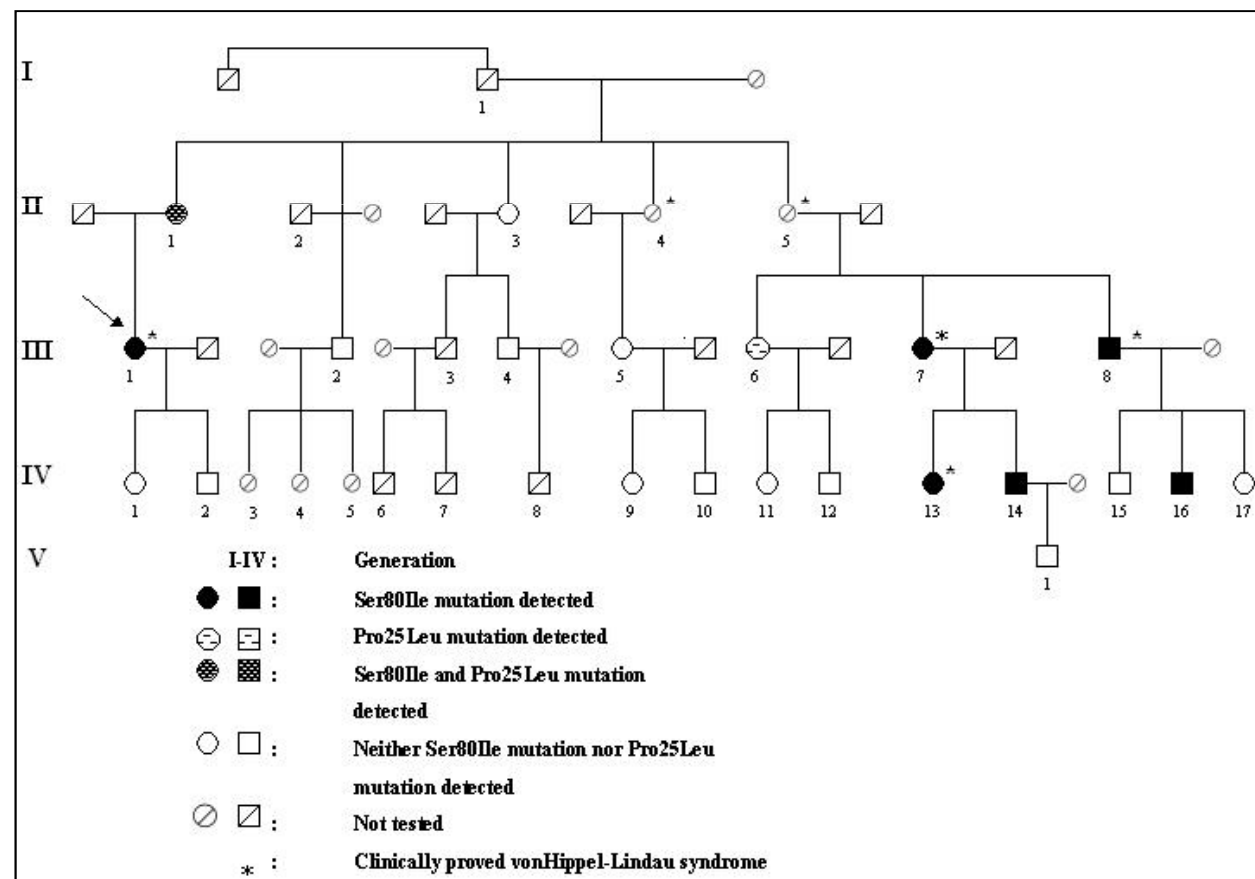 I
1
II
1 2 3 4 * 5 *
III
1 * 2 3 4 5 6 7 * 8 *
IV
1 2 3 4 5 6 7 8 9 10 11 12 13 * 14 15 16 17
V
1
I-IV : Generation
: Ser80Ile mutation detected
: Pro25Leu mutation detected
: Ser80Ile and Pro25Leu mutation
detected
: Neither Ser80Ile mutation nor Pro25Leu
mutation detected
: Not tested
* : Clinically proved vonHippel-Lindau syndrome